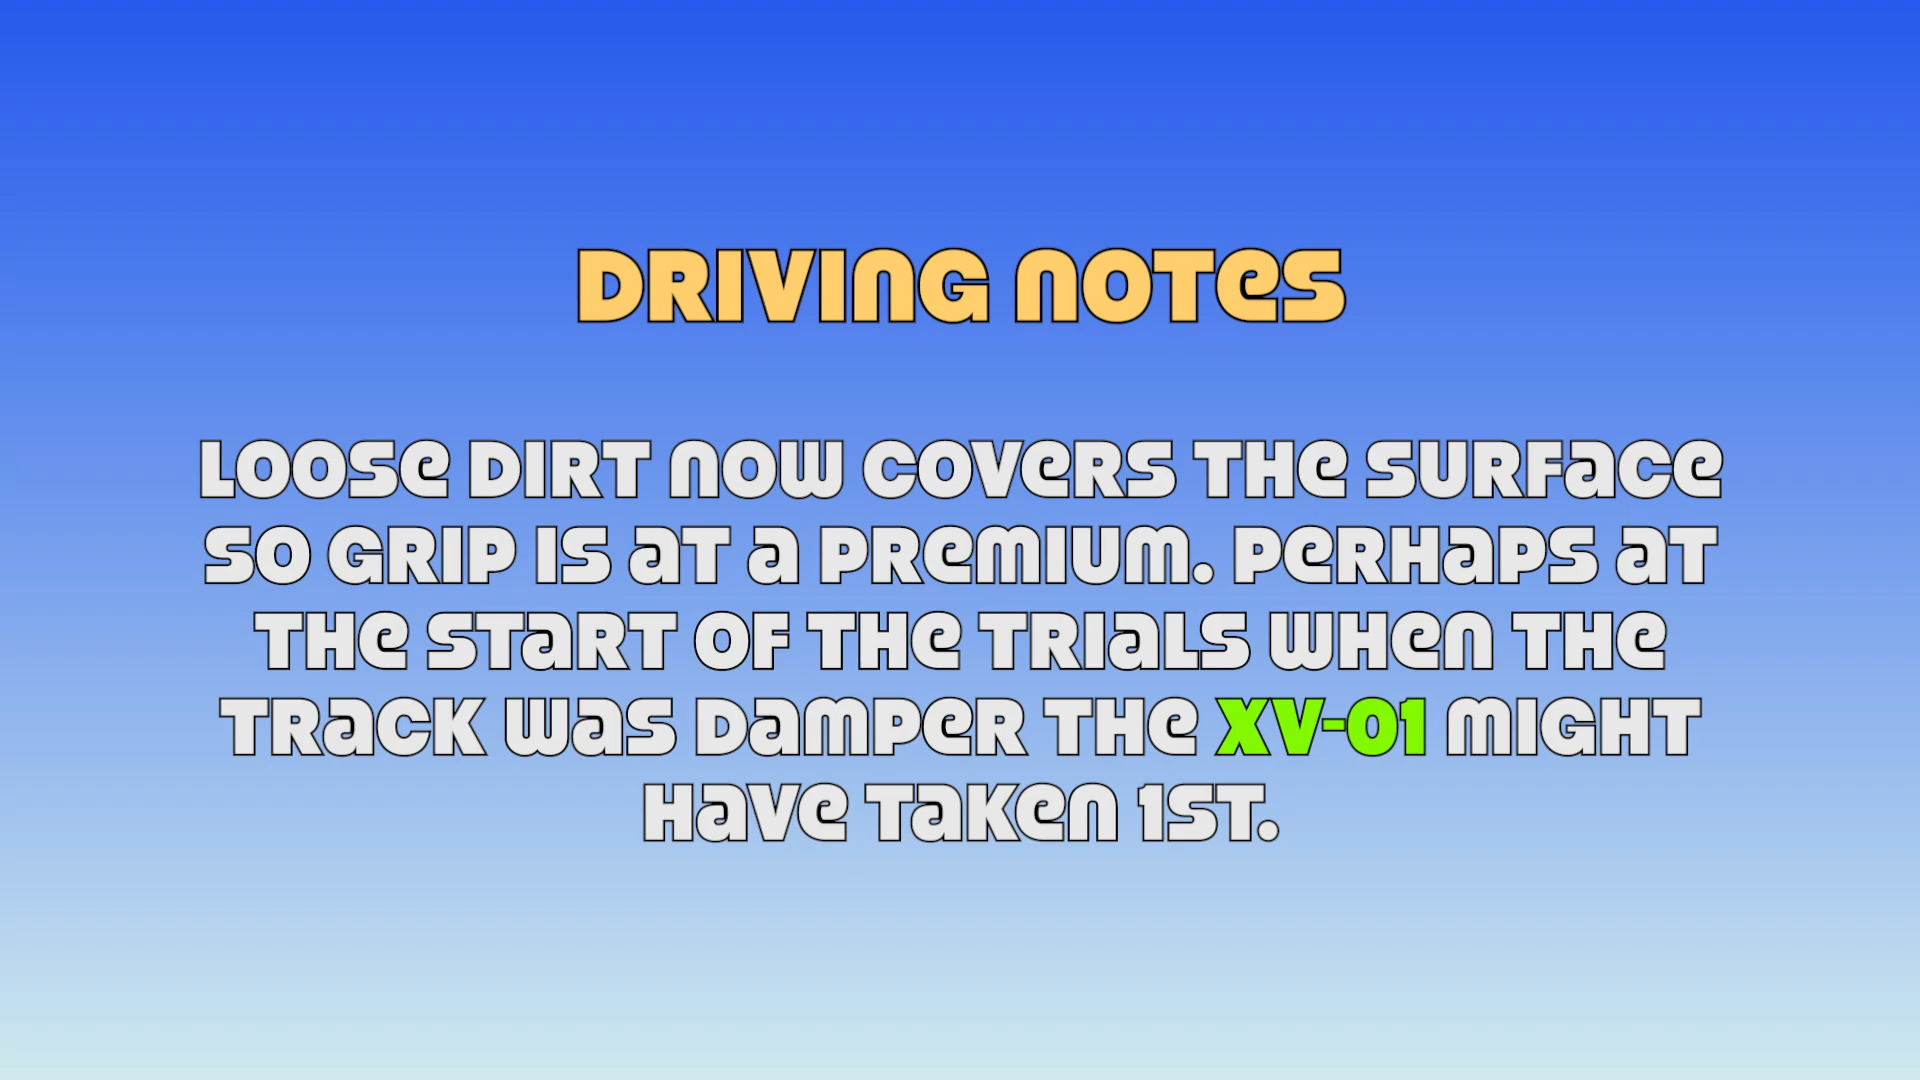 DRIVING NOTES
LOOSE DIRT NOW COVERS THE SURFACE
SO GRIP IS AT A PREMIUM. PERHAPS AT
THE START OF THE TRIALS WHEN THE
TRACK WAS DAMPER THE XV-01 MIGHT
HAVE TAKEN 1ST.